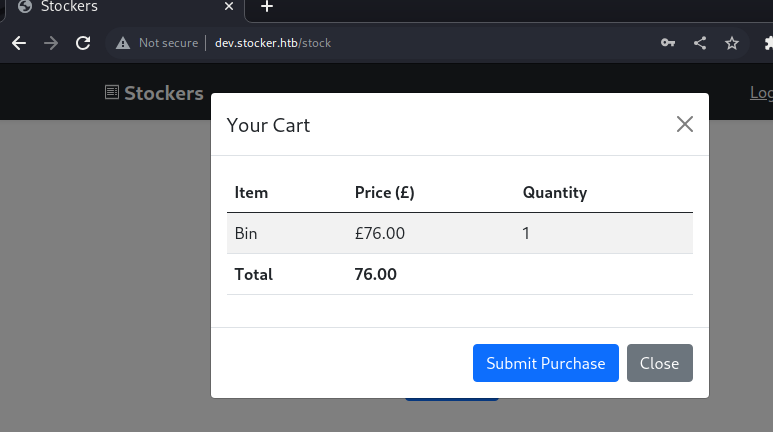 Stockers
Not secure dev.stocker.htb/stock
Stockers
Log
Your Cart
Item Price (£) Quantity
Bin £76.00 1
Total 76.00
Submit Purchase Close